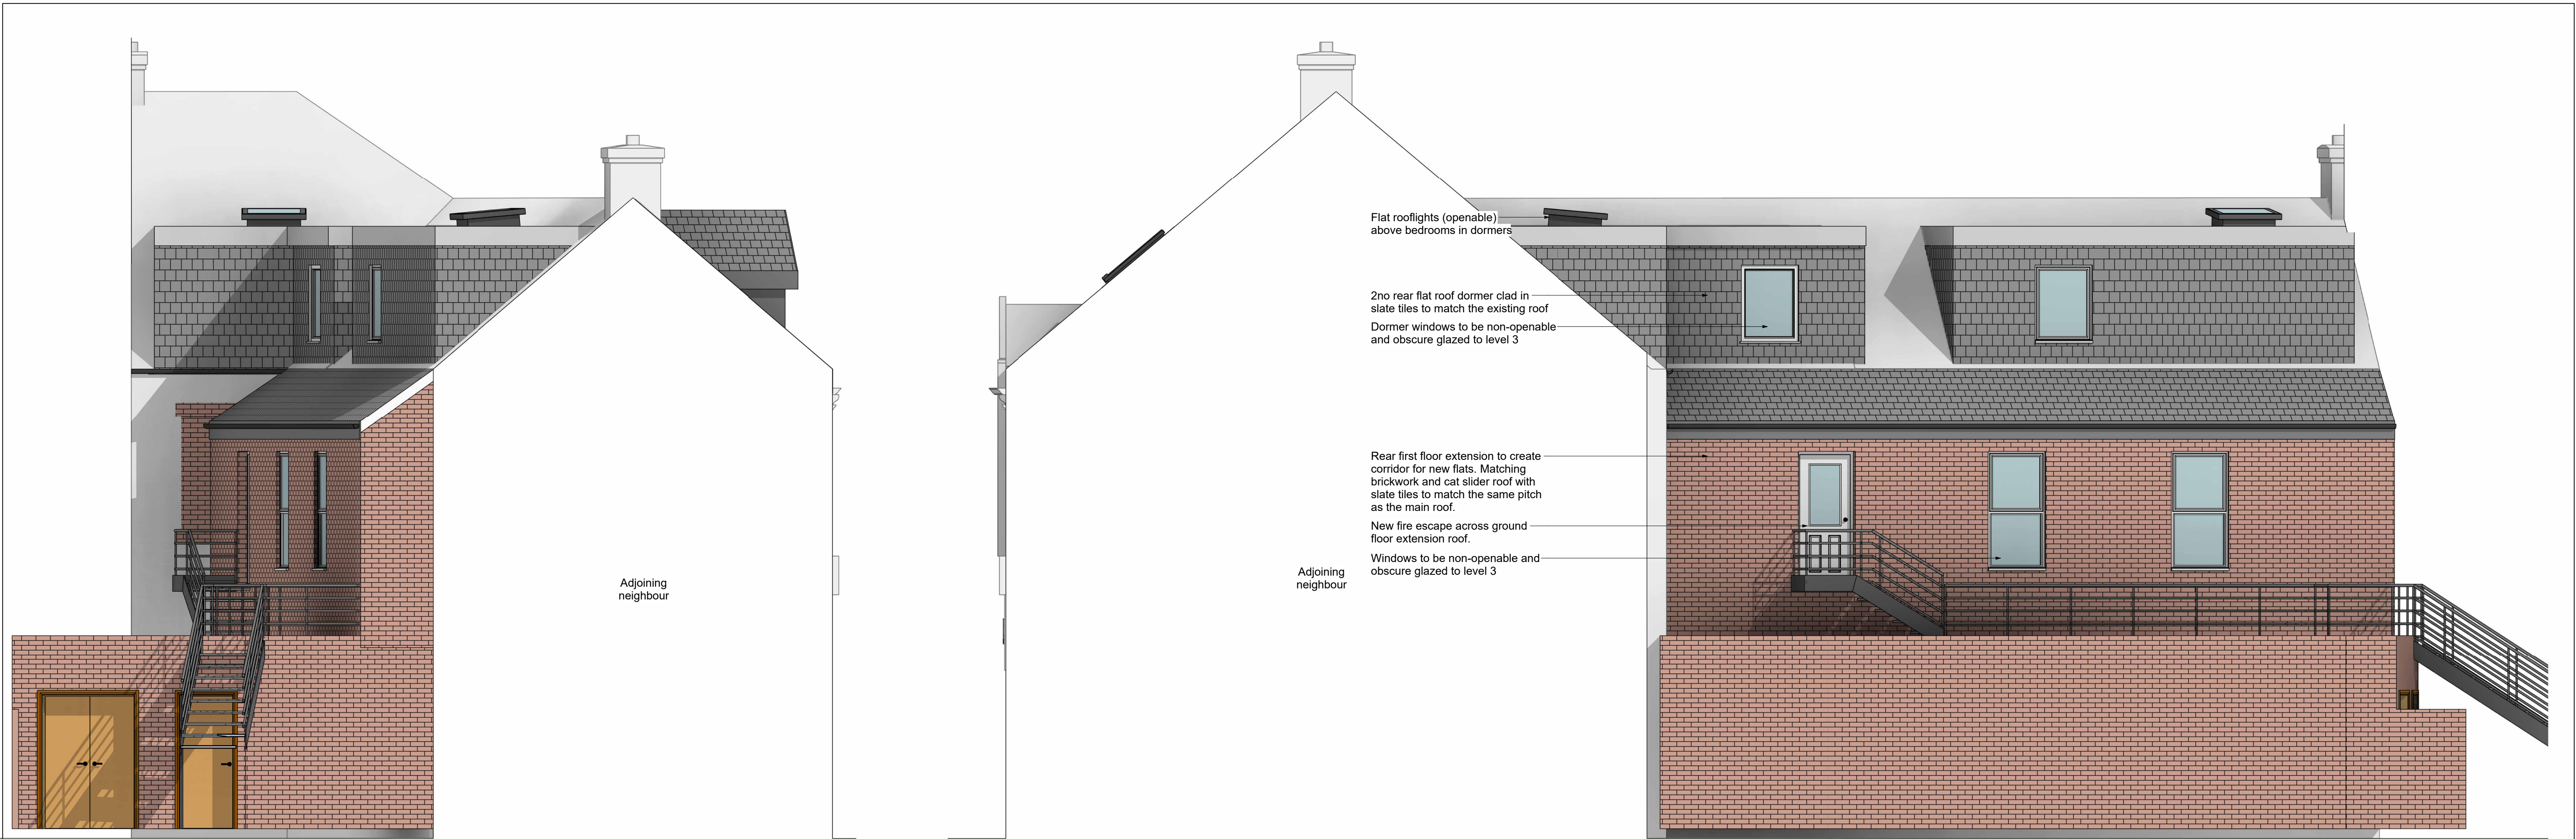 Flat rooflights (openable)
above bedrooms in dormers
2no rear flat roof dormer clad in
slate tiles to match the existing roof
Dormer windows to be non-openable
and obscure glazed to level 3
Rear first floor extension to create
corridor for new flats. Matching
brickwork and cat slider roof with
slate tiles to match the same pitch
as the main roof.
New fire escape across ground
floor extension roof.
Windows to be non-openable and
obscure glazed to level 3
Adjoining
neighbour
Adjoining
neighbour